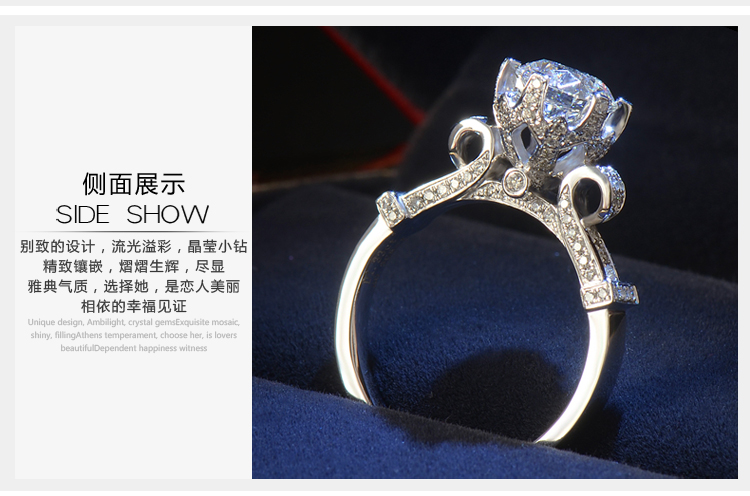 侧面展示
SIDE SHOW
别致的设计，流光溢彩，晶莹小钻
精致镶嵌，熠熠生辉，尽显
雅典气质，选择她，是恋人美丽
相依的幸福见证
Unique design, Ambilight, crystal gemsExquisite mosaic,
shiny, fillingAthens temperament, choose her, is lovers
beautifulDependent happiness witness